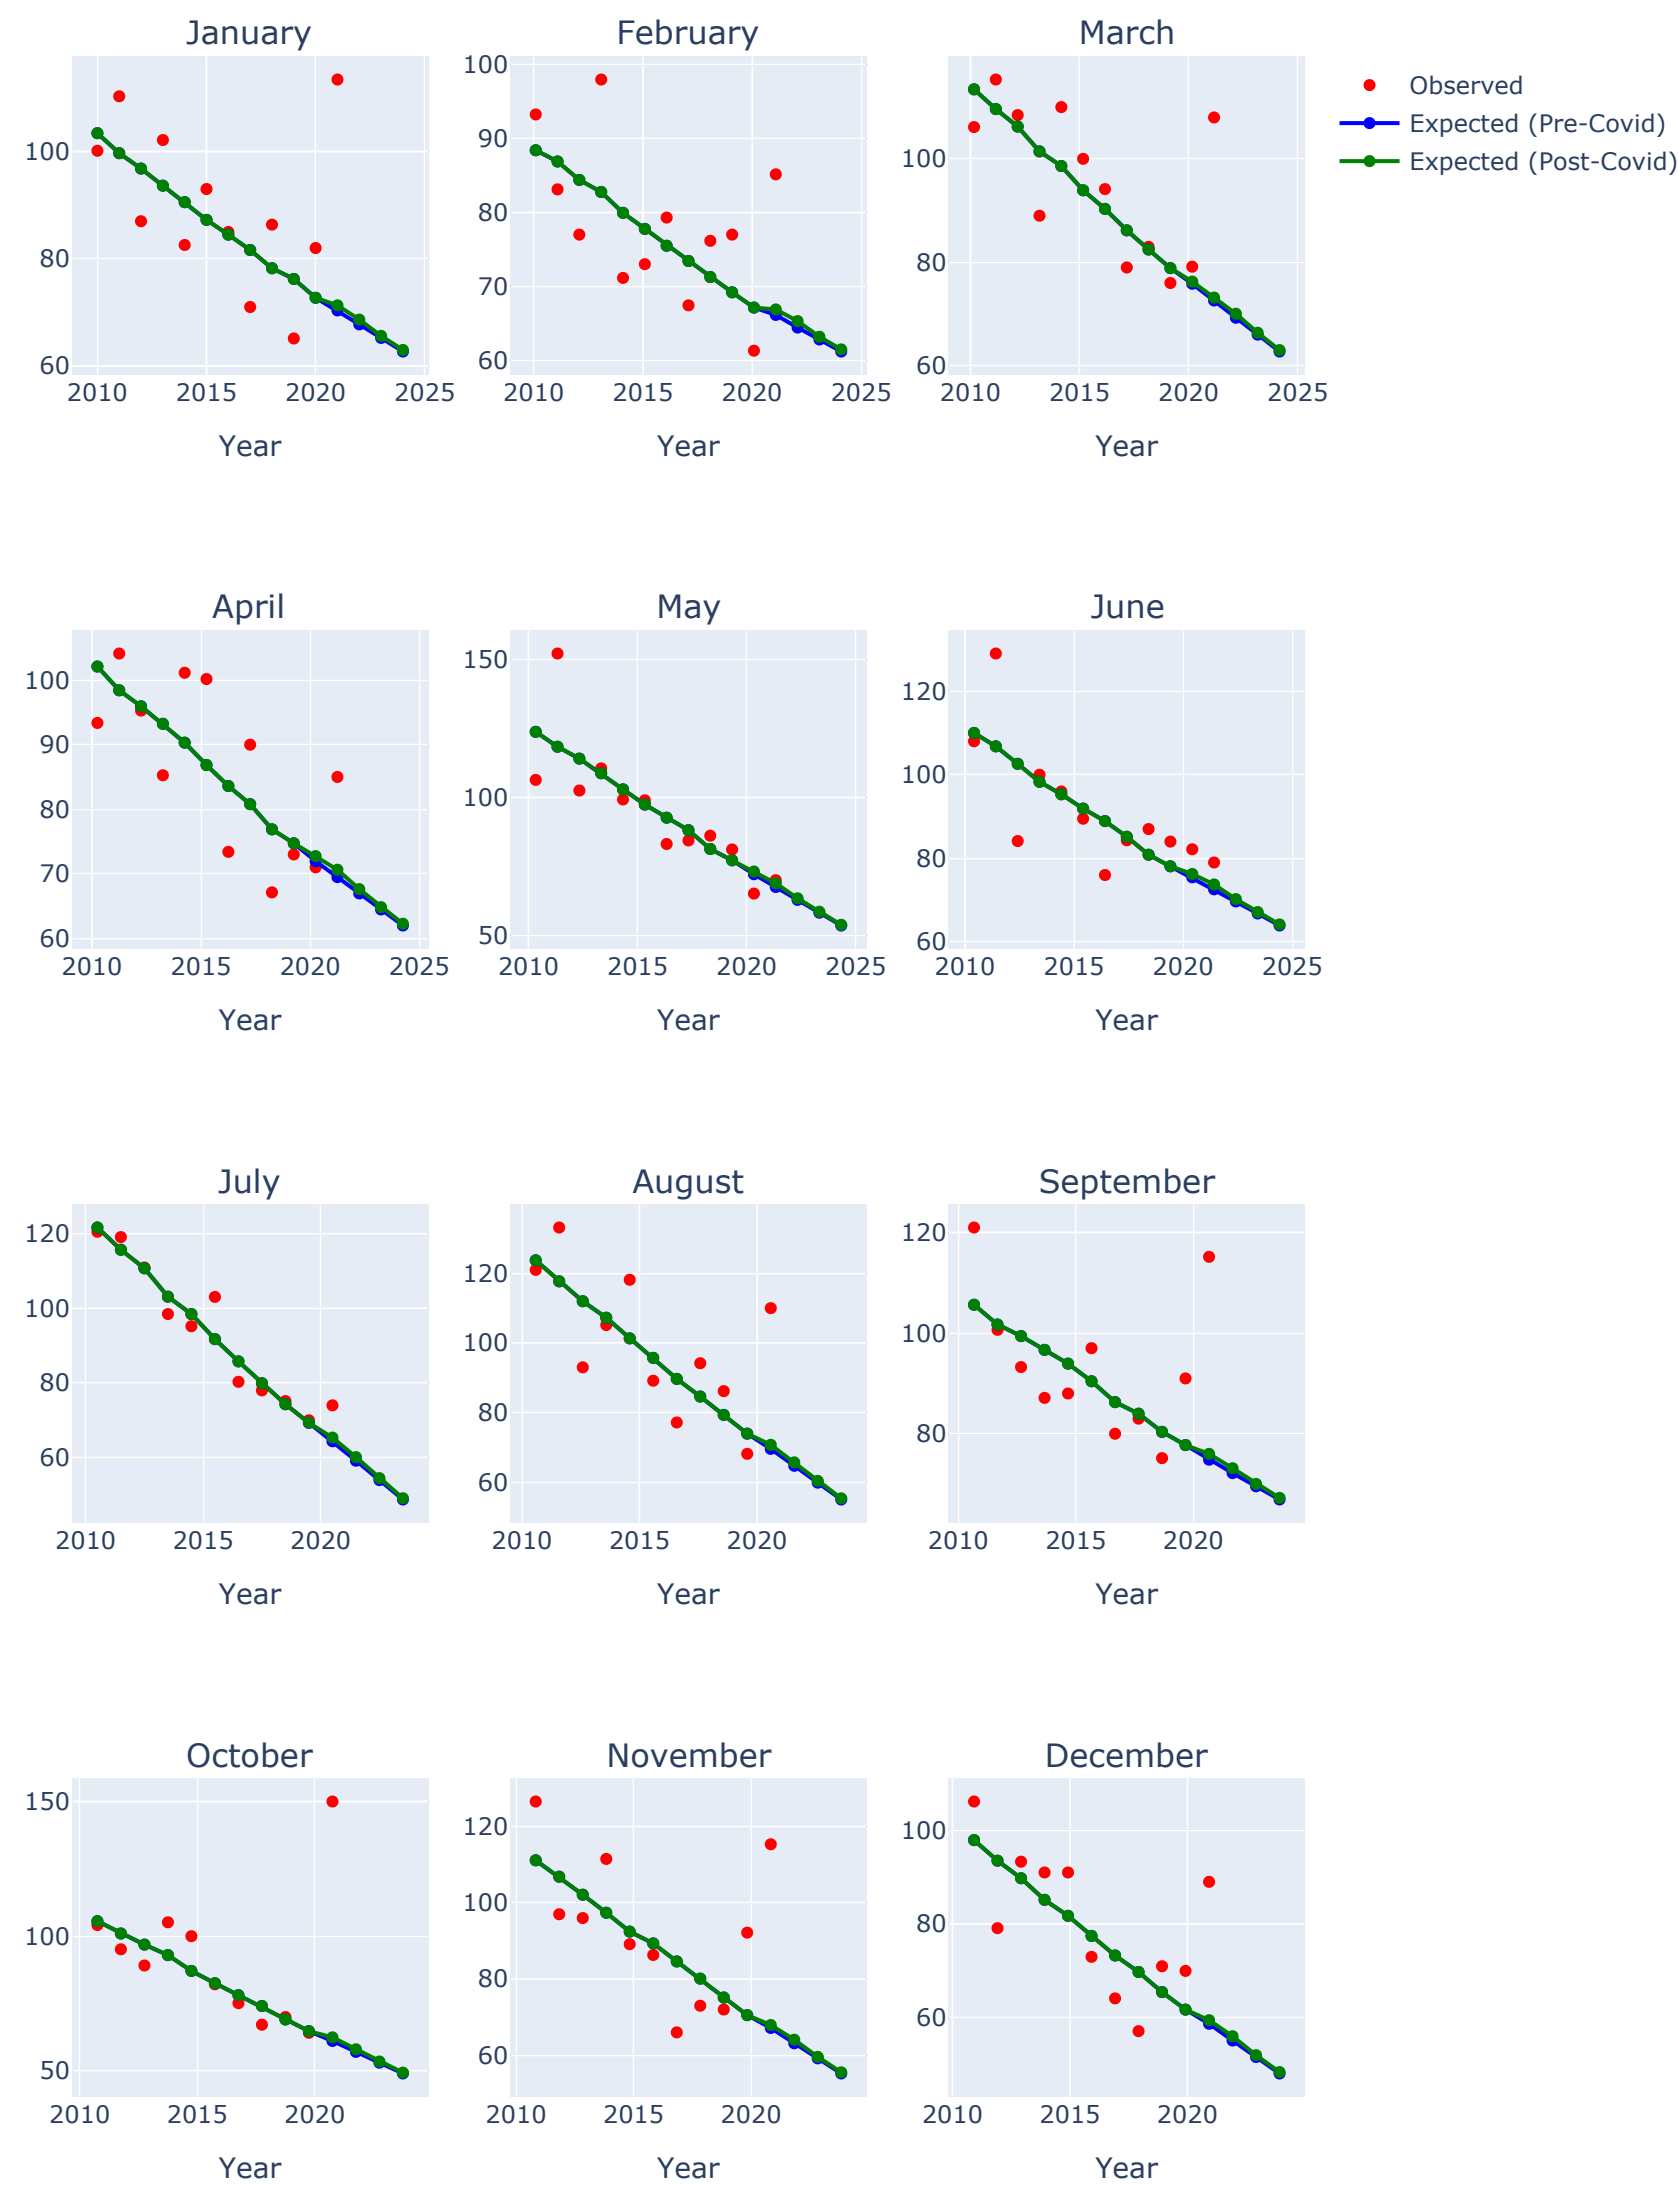 January February March
Observed
Expected (Pre-Covid)
Expected (Post-Covid)
100
80
60
2010 2015 2020 2025
Year
100
90
80
70
60
2010 2015 2020 2025
Year
100
80
60
2010 2015 2020 2025
Year
April May June
100
90
80
70
60
2010 2015 2020 2025
Year
150
100
50
2010 2015 2020 2025
Year
120
100
80
60
2010 2015 2020 2025
Year
July August September
120
100
80
60
2010 2015 2020
Year
120
100
80
60
2010 2015 2020
Year
120
100
80
2010 2015 2020
Year
October November December
150
100
50
2010 2015 2020
Year
120
100
80
60
2010 2015 2020
Year
100
80
60
2010 2015 2020
Year